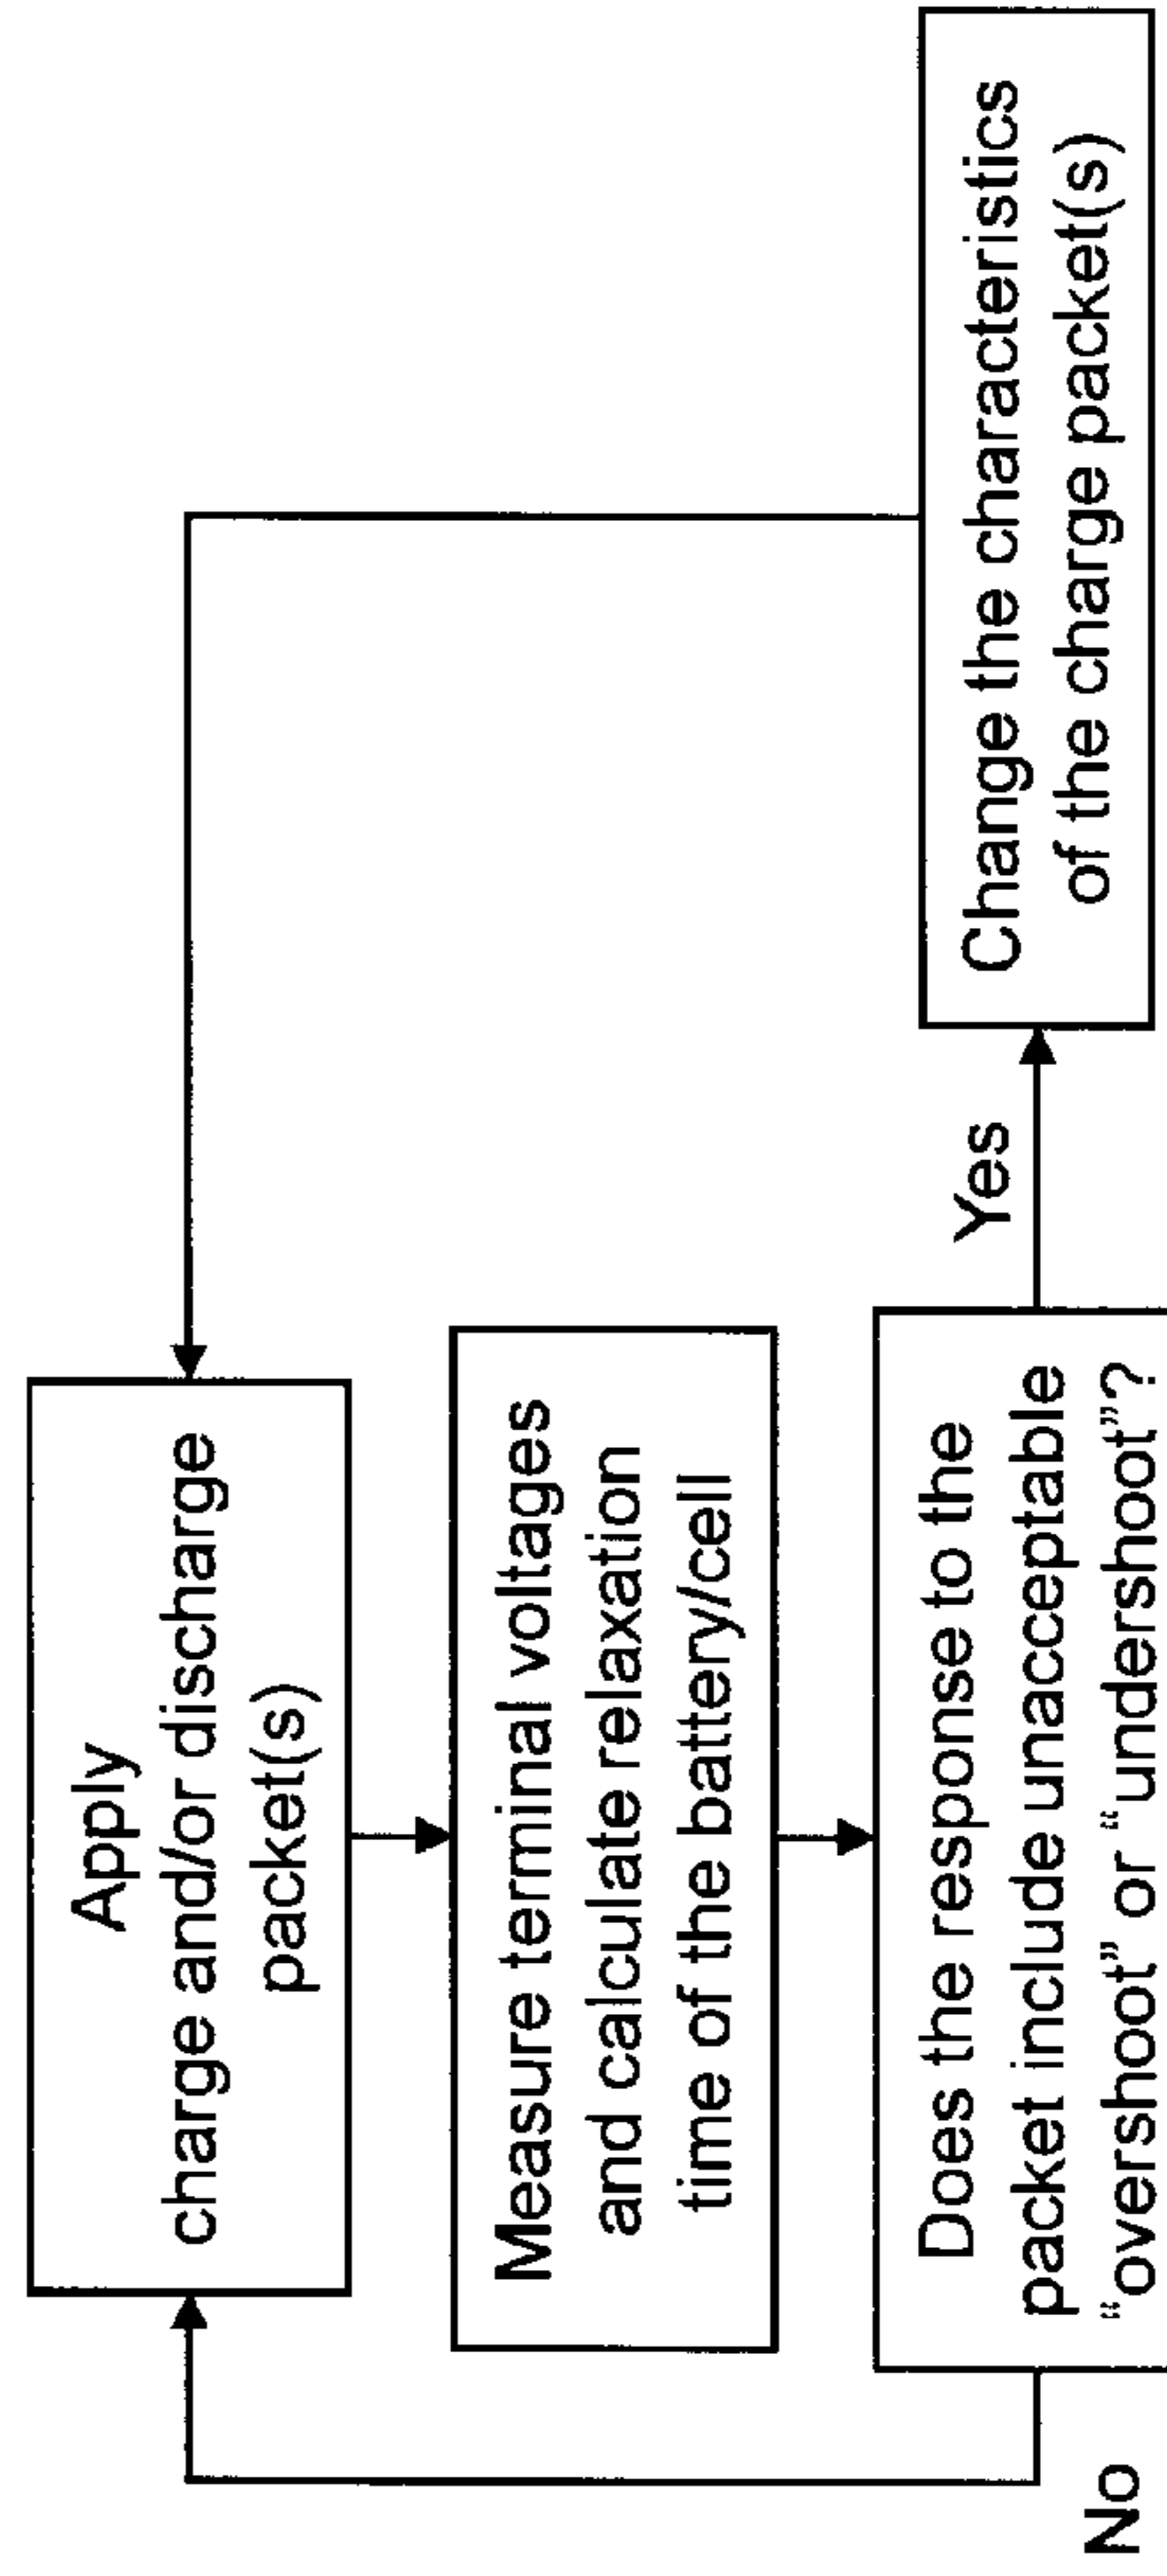 Apply
charge and/or discharge
packet(s)
Measure terminal voltages
and calculate relaxation
time of the battery/cell
Does the response to the
packet include unacceptable
“overshoot” or “undershoot”?
Yes
Change the characteristics
of the charge packet(s)
No